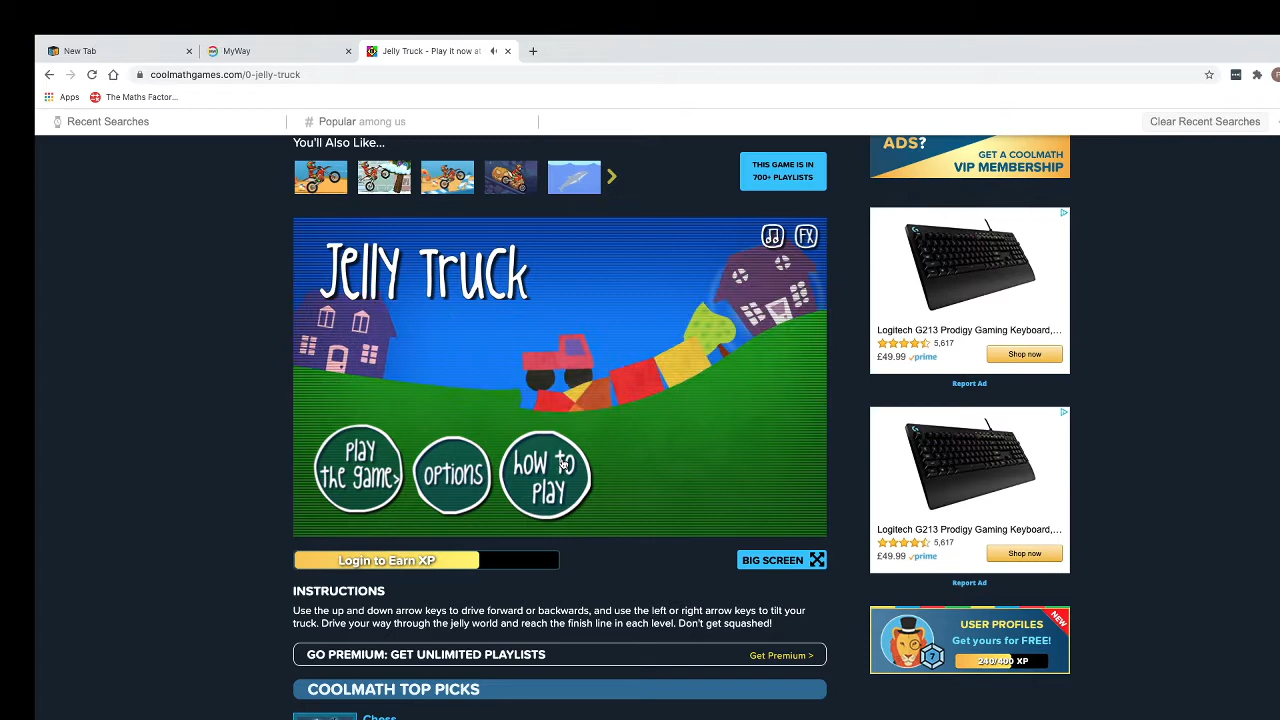 New Tab
MyWay
Jelly Truck - Play it now at
coolmathgames.com/0-jelly-truck
Apps
The Maths Factor...
Recent Searches
# Popular among us
Clear Recent Searches
You'll Also Like...
THIS GAME IS IN
700+ PLAYLISTS
ADS?
GET A COOLMATH
VIP MEMBERSHIP
Jelly Truck
FX
play
the game>
options
how to
play
Logitech G213 Prodigy Gaming Keyboard,...
5,617
£49.99 prime
Shop now
Report Ad
Logitech G213 Prodigy Gaming Keyboard,...
5,617
£49.99 prime
Shop now
Report Ad
Login to Earn XP
BIG SCREEN
INSTRUCTIONS
Use the up and down arrow keys to drive forward or backwards, and use the left or right arrow keys to tilt your
truck. Drive your way through the jelly world and reach the finish line in each level. Don't get squashed!
GO PREMIUM: GET UNLIMITED PLAYLISTS
Get Premium >
USER PROFILES
NEW
Get yours for FREE!
7
240/400 XP
COOLMATH TOP PICKS
Chess